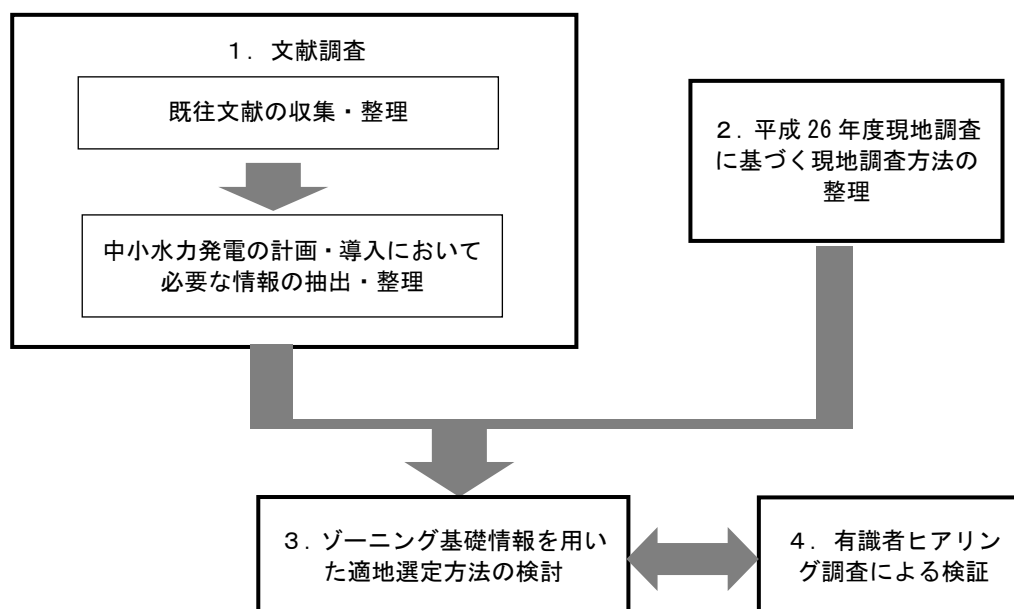 １．文献調査
既往文献の収集・整理
中小水力発電の計画・導入において
必要な情報の抽出・整理
２．平成26年度現地調査
に基づく現地調査方法の
整理
３．ゾーニング基礎情報を用い
た適地選定方法の検討
４．有識者ヒアリン
グ調査による検証